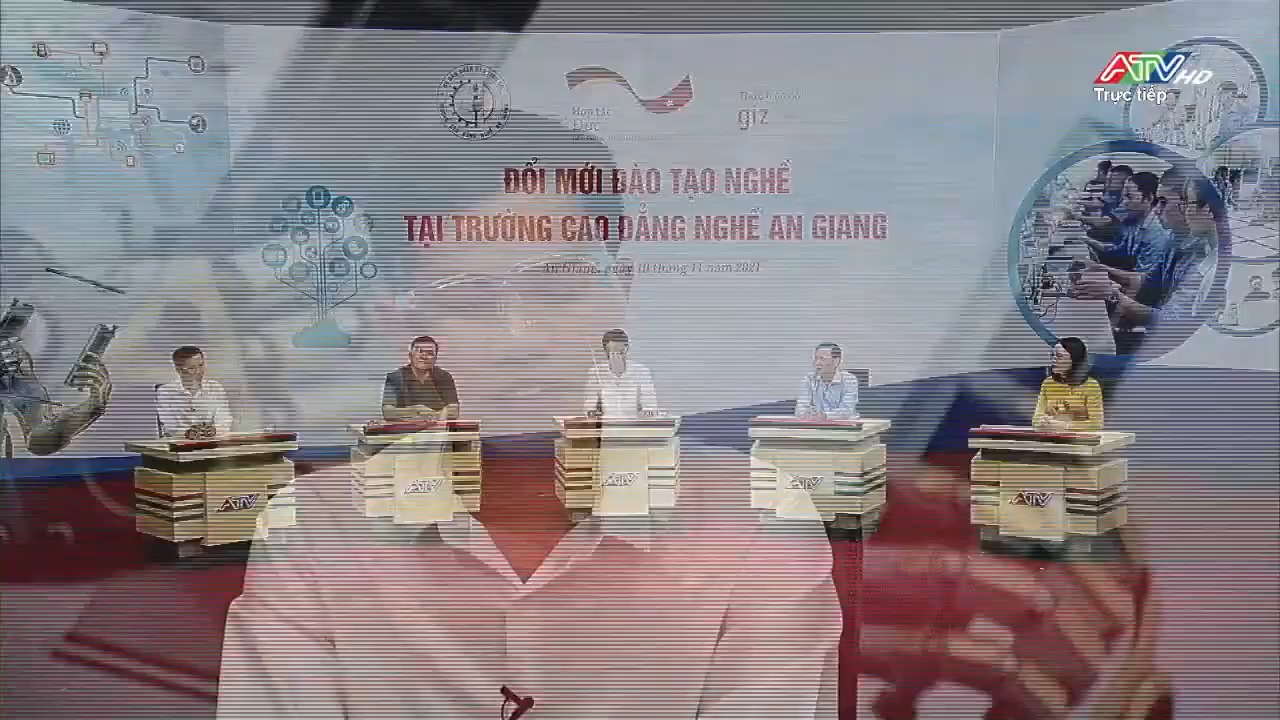 ATV HD
Trực tiếp
Hợp tác
Đức
giz
ĐỔI MỚI ĐÀO TẠO NGHỀ
TẠI TRƯỜNG CAO ĐẲNG NGHỀ AN GIANG
An Giang, ngày 10 tháng 11 năm 2021
ATV
ATV
ATV
ATV
ATV